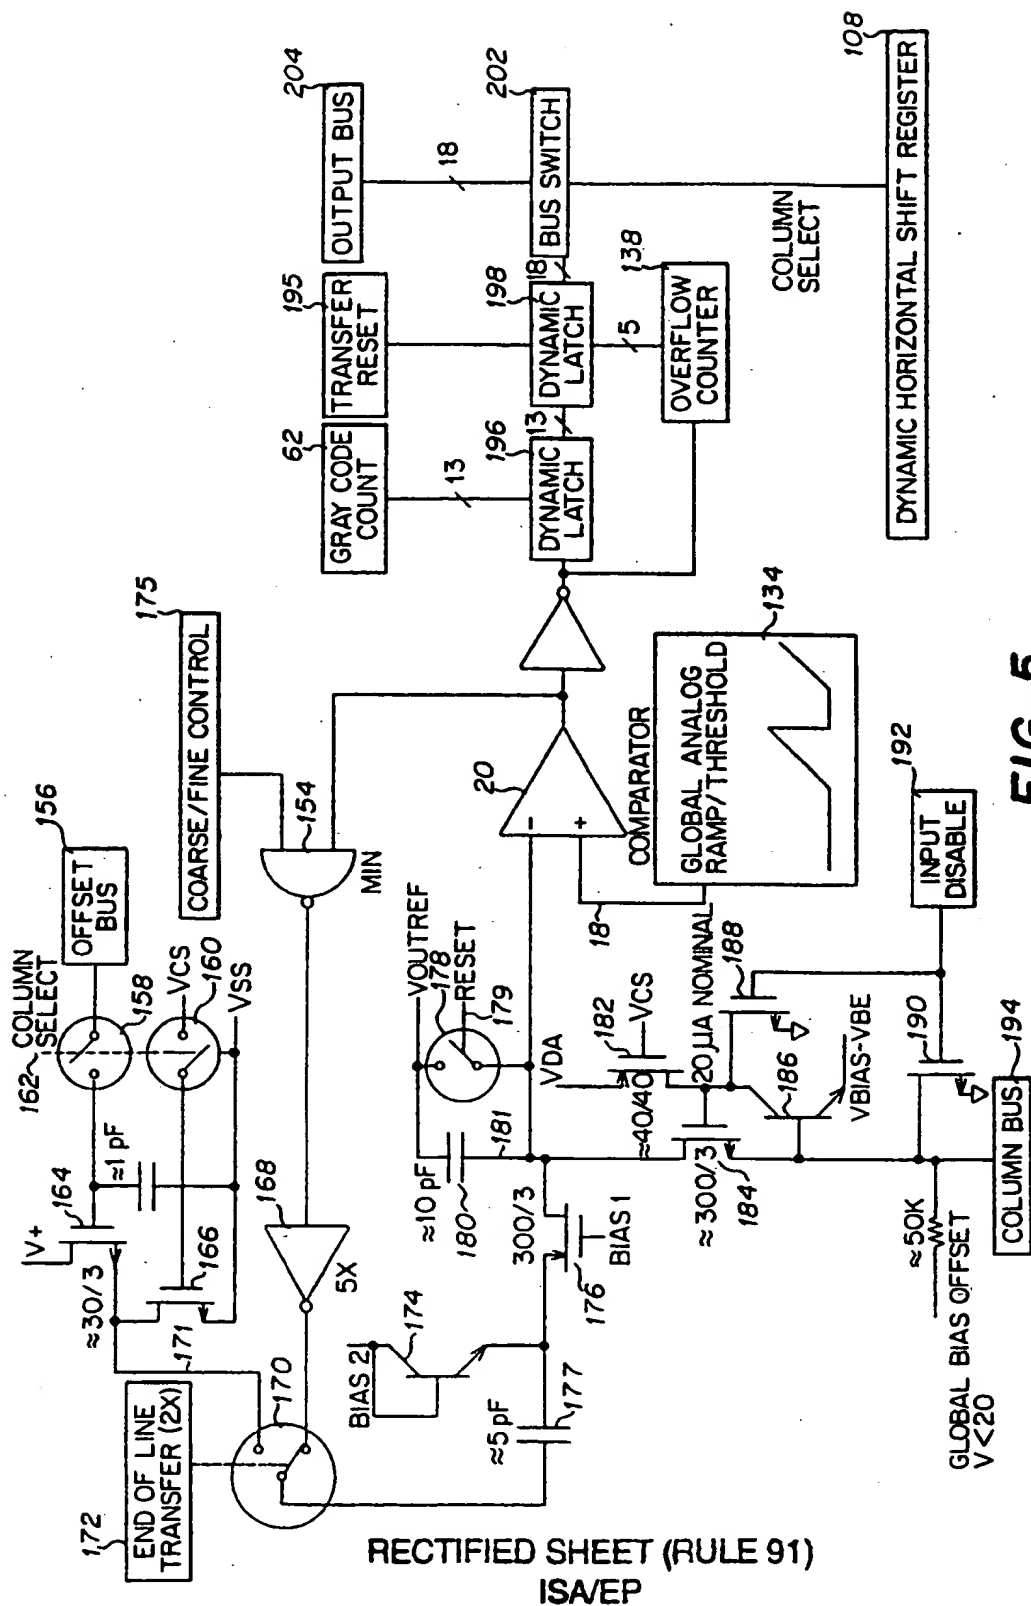 172
END OF LINE
TRANSFER (2X)
170
171
V+
164
≈30/3
166
≈1 pF
162
COLUMN
SELECT
158
160
VCS
VSS
156
OFFSET
BUS
175
COARSE/FINE CONTROL
154
MIN
168
5X
BIAS 2
174
≈5pF
177
176
BIAS 1
300/3
≈10 pF
180
181
VOUTREF
178
RESET
179
VDA
182
VCS
≈40/40
20 µA NOMINAL
≈300/3
184
186
188
VBIAS-VBE
190
192
INPUT
DISABLE
194
COLUMN BUS
≈50K
GLOBAL BIAS OFFSET
V<20
20
-
+
COMPARATOR
18
GLOBAL ANALOG
RAMP/THRESHOLD
134
62
GRAY CODE
COUNT
13
195
TRANSFER
RESET
204
OUTPUT BUS
18
196
DYNAMIC
LATCH
13
198
DYNAMIC
LATCH
18
202
BUS SWITCH
5
138
OVERFLOW
COUNTER
COLUMN
SELECT
108
DYNAMIC HORIZONTAL SHIFT REGISTER
FIG. 5
RECTIFIED SHEET (RULE 91)
ISA/EP